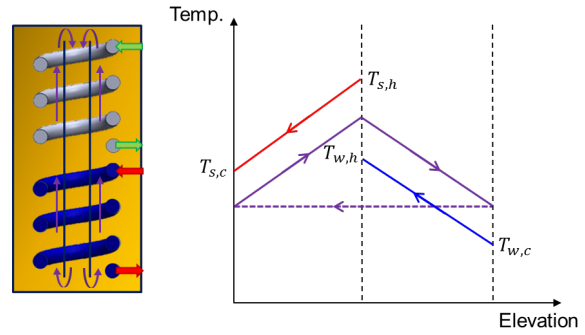 Temp.
T_{s,h}
T_{s,c}
T_{w,h}
T_{w,c}
Elevation